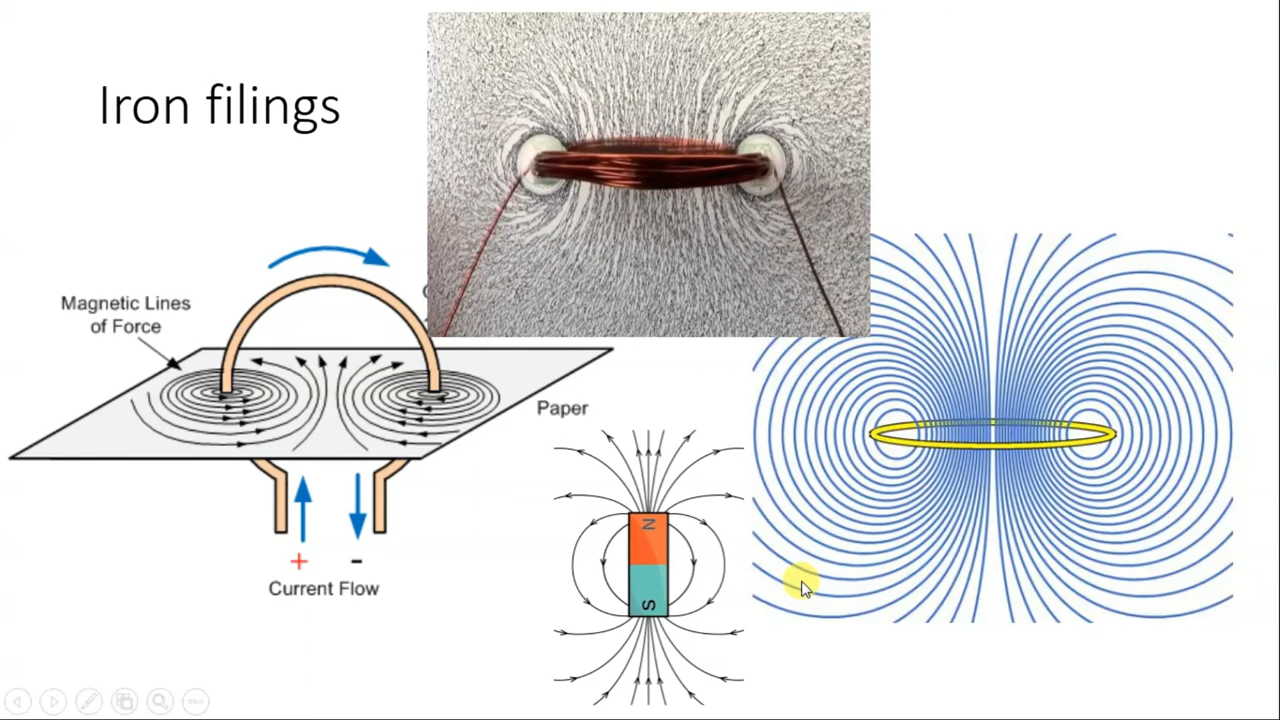 Iron filings
Magnetic Lines
of Force
Paper
N
S
+ -
Current Flow